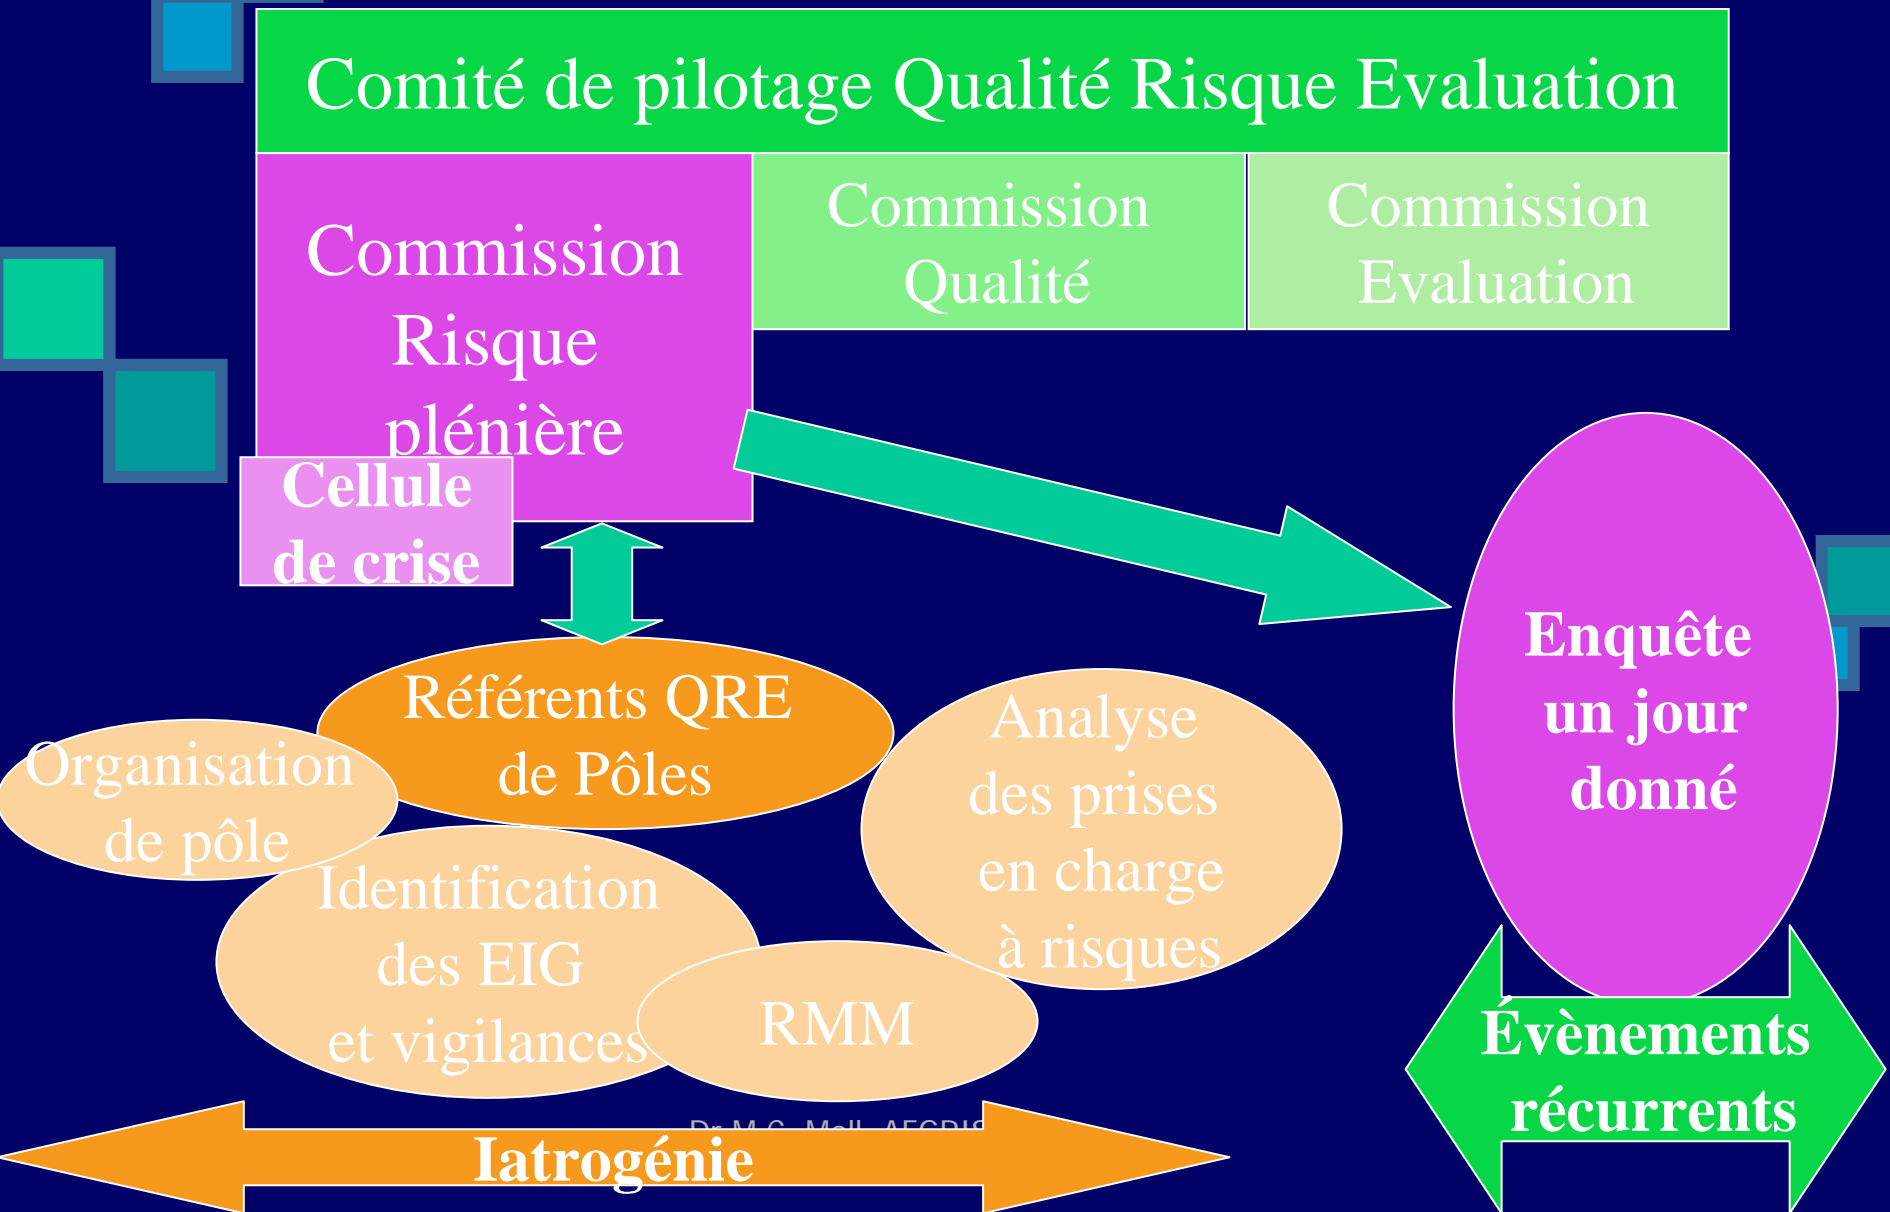 Comité de pilotage Qualité Risque Evaluation
Commission
Risque
plénière
Commission
Qualité
Commission
Evaluation
Cellule
de crise
Enquête
un jour
donné
Référents QRE
de Pôles
Organisation
de pôle
Analyse
des prises
en charge
à risques
Identification
des EIG
et vigilances
RMM
Évènements
récurrents
Dr M.C. Moll
Iatrogénie